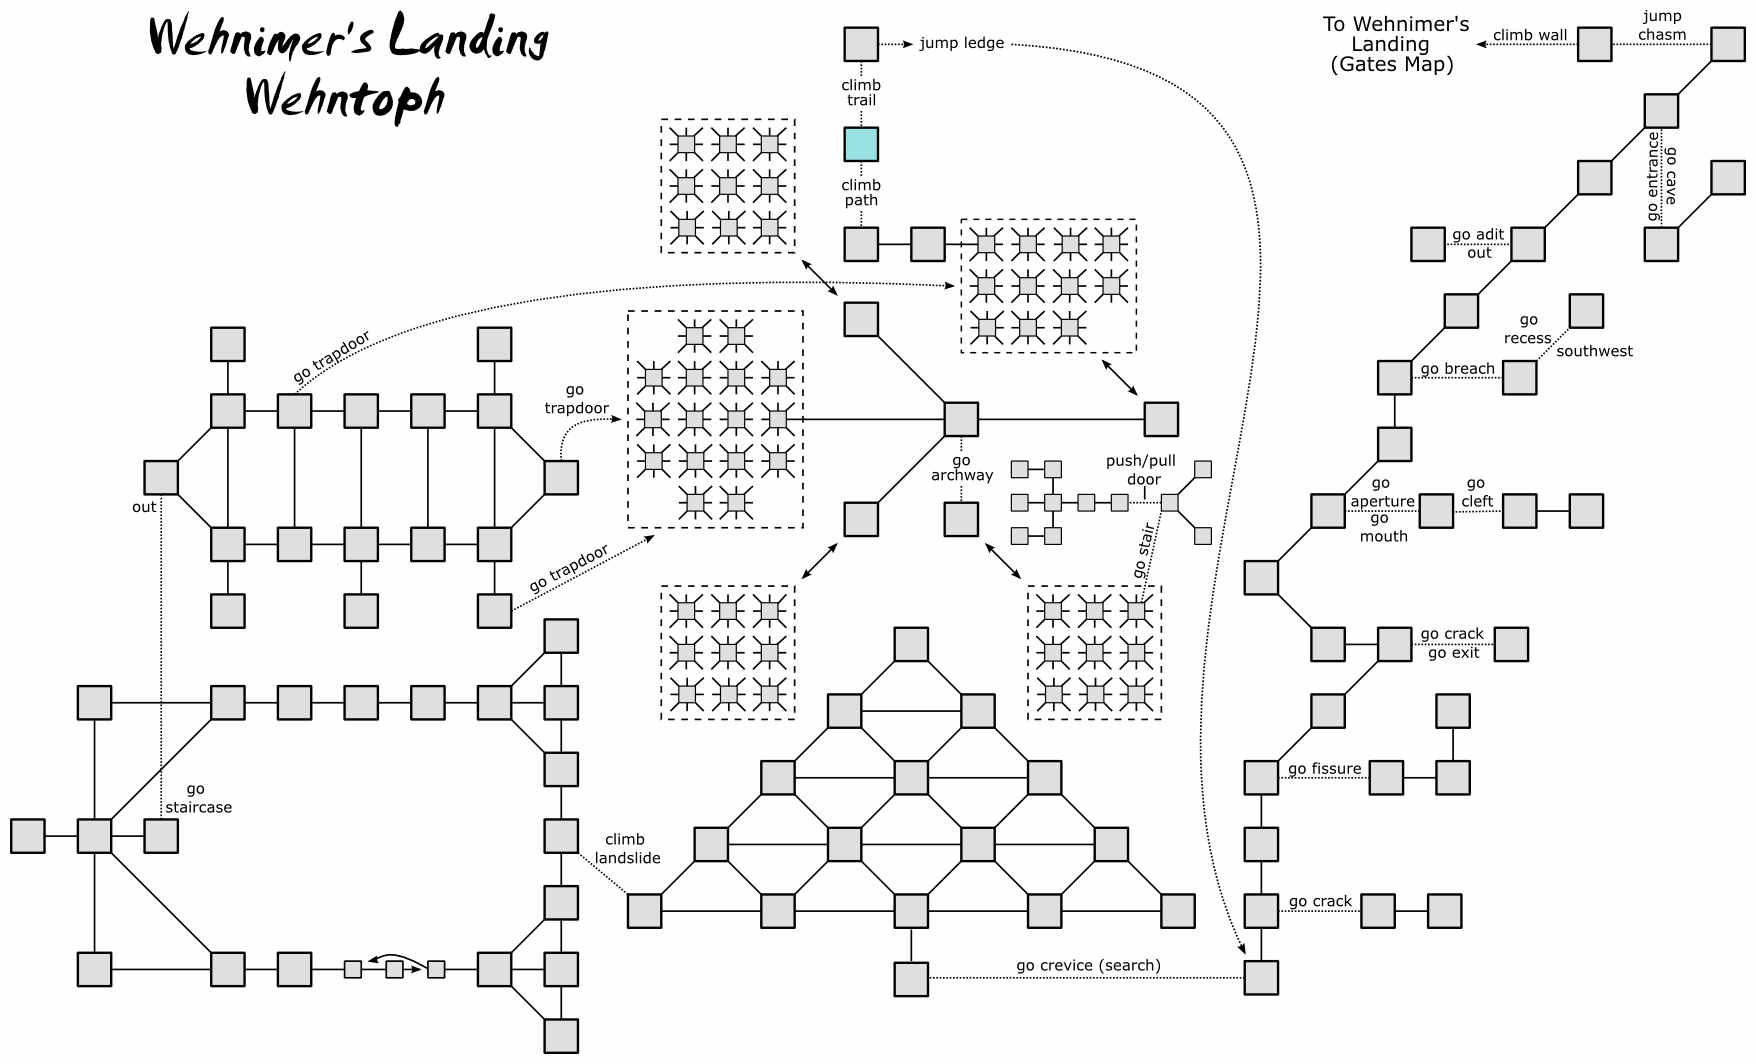 Wehnimer's Landing
Wehntoph
jump ledge
climb
trail
climb
path
To Wehnimer's
Landing
(Gates Map)
climb wall
jump
chasm
go entrance
go cave
go adit
out
go
recess
southwest
go breach
go trapdoor
go
trapdoor
go trapdoor
out
go
archway
push/pull
door
go stair
go
aperture
go
mouth
go
cleft
go crack
go exit
go fissure
go crack
go
staircase
climb
landslide
go crevice (search)